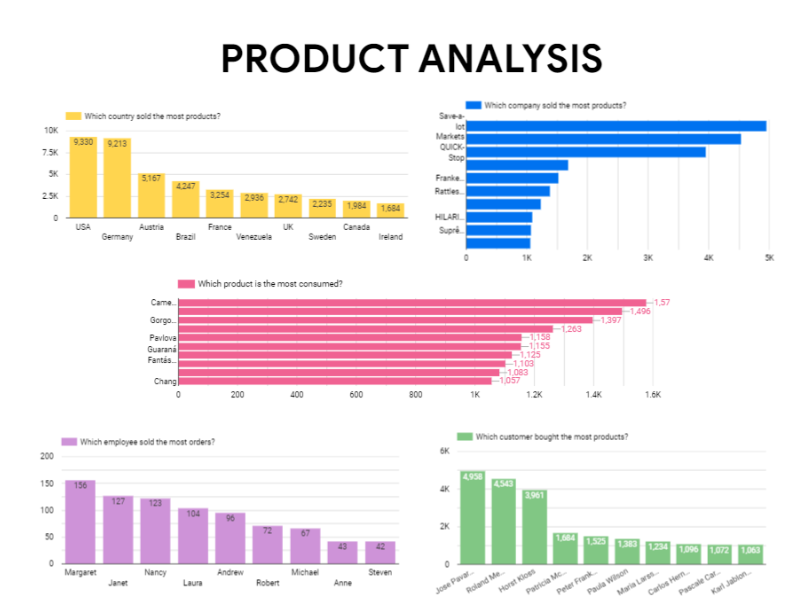 PRODUCT ANALYSIS
Which country sold the most products?
10K
7.5K
5K
2.5K
0
9,330
9,213
5,167
4,247
3,254
2,936
2,742
2,235
1,984
1,684
USA
Germany
Austria
Brazil
France
Venezuela
UK
Sweden
Canada
Ireland
Which company sold the most products?
Save-a-
lot
Markets
QUICK-
Stop
Franke...
Rattles...
HILARI...
Suprê...
0
1K
2K
3K
4K
5K
Which product is the most consumed?
Came...
Gorgo...
Pavlova
Guaraná
Fantás...
Chang
1,57
1,496
1,397
1,263
1,158
1,155
1,125
1,103
1,083
1,057
0
200
400
600
800
1K
1.2K
1.4K
1.6K
Which employee sold the most orders?
200
150
100
50
0
156
127
123
104
96
72
67
43
42
Margaret
Janet
Nancy
Laura
Andrew
Robert
Michael
Anne
Steven
Which customer bought the most products?
6K
4K
2K
0
4,958
4,543
3,961
1,684
1,525
1,383
1,234
1,096
1,072
1,063
Jose Pavar...
Roland Me...
Horst Kloss
Patricia Mc...
Peter Frank...
Paula Wilson
Maria Larss...
Carlos Hern...
Pascale Car...
Karl Jablon...